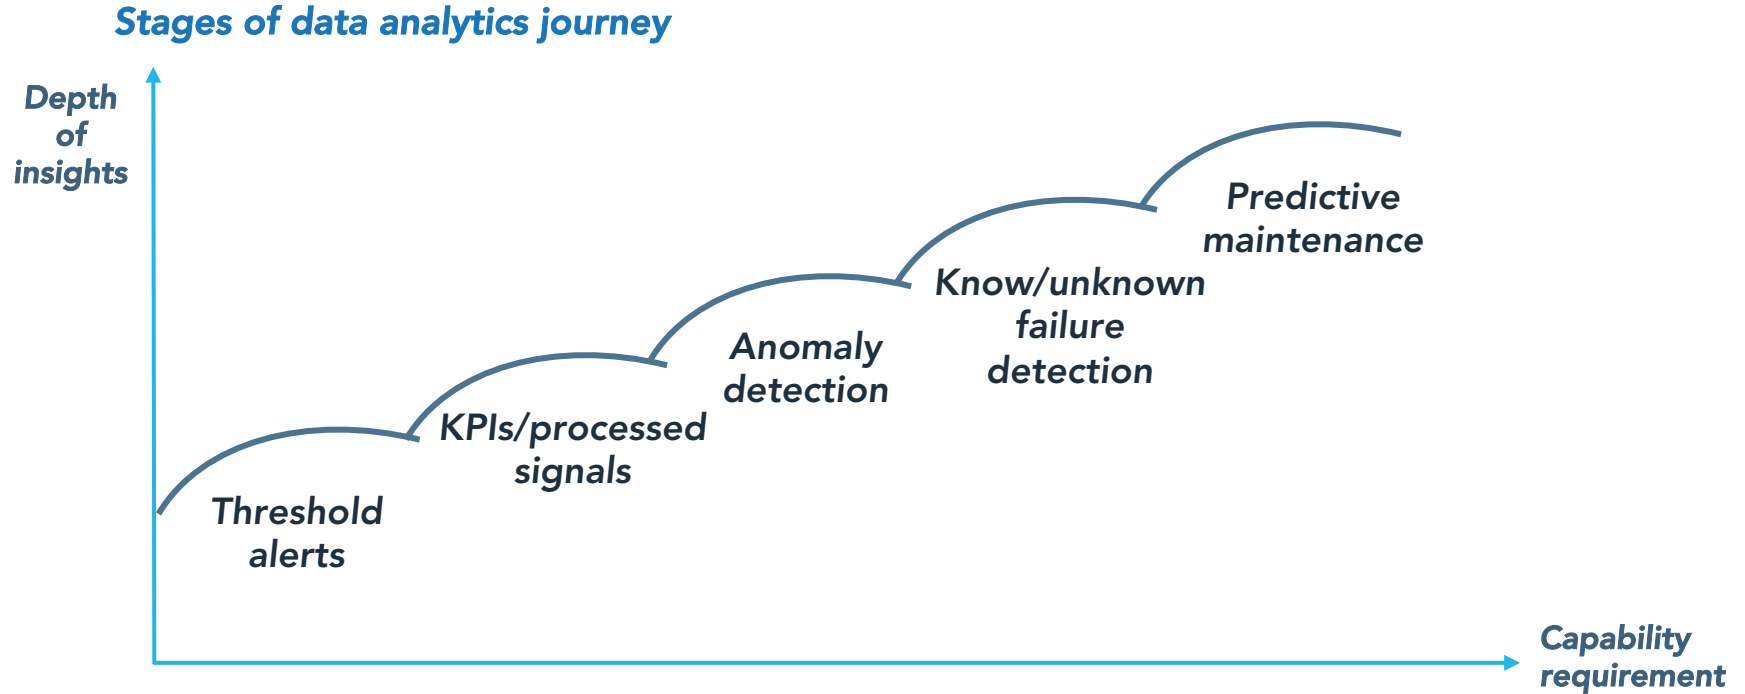 Stages of data analytics journey
Depth
of
insights
Predictive
maintenance
Know/unknown
failure
detection
Anomaly
detection
KPIs/processed
signals
Threshold
alerts
Capability
requirement